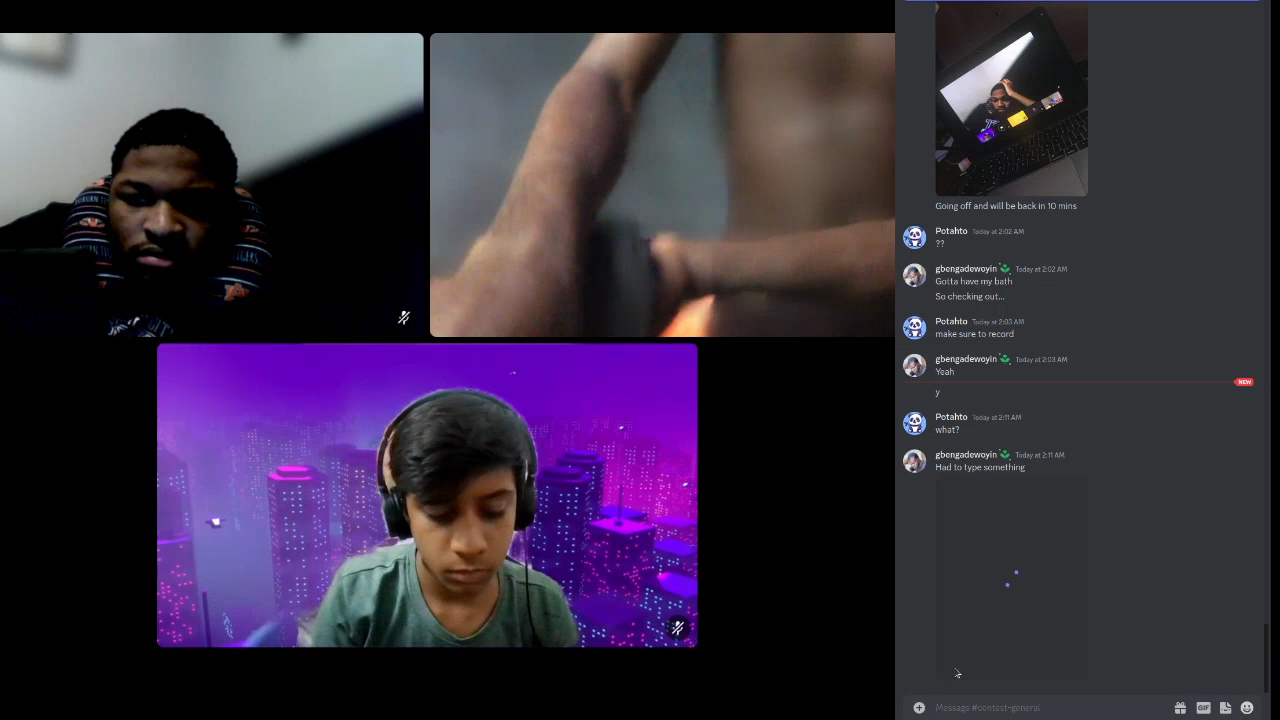 Going off and will be back in 10 mins
Potahto Today at 2:02 AM
??
gbengadewoyin Today at 2:02 AM
Gotta have my bath
So checking out...
Potahto Today at 2:03 AM
make sure to record
gbengadewoyin Today at 2:03 AM
Yeah
NEW
y
Potahto Today at 2:11 AM
what?
gbengadewoyin Today at 2:11 AM
Had to type something
Message #contest-general
GIF